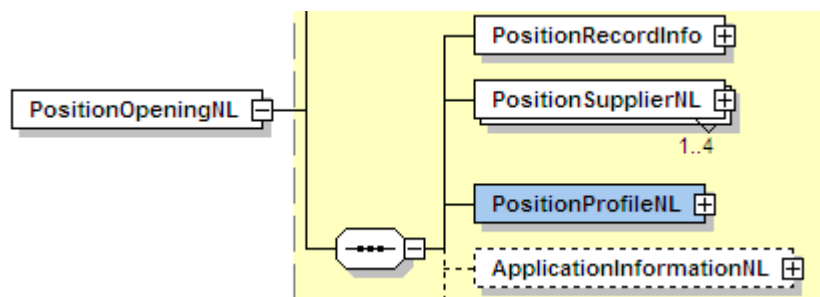 PositionRecordInfo
PositionOpeningNL
PositionSupplierNL
1..4
PositionProfileNL
ApplicationInformationNL